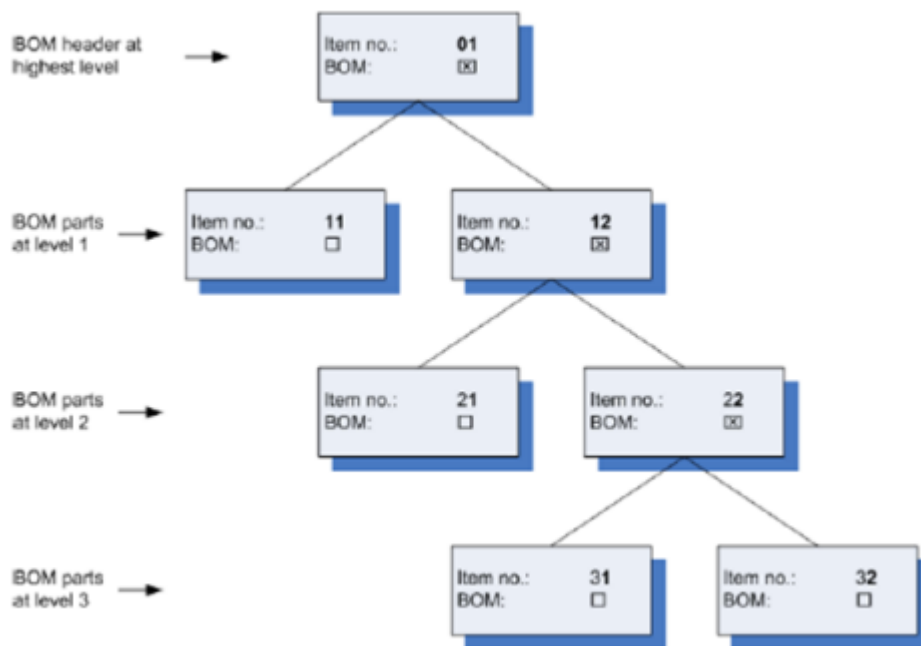 BOM header at
highest level
Item no.: 01
BOM: ☒
BOM parts
at level 1
Item no.: 11
BOM: ☐
Item no.: 12
BOM: ☒
BOM parts
at level 2
Item no.: 21
BOM: ☐
Item no.: 22
BOM: ☒
BOM parts
at level 3
Item no.: 31
BOM: ☐
Item no.: 32
BOM: ☐